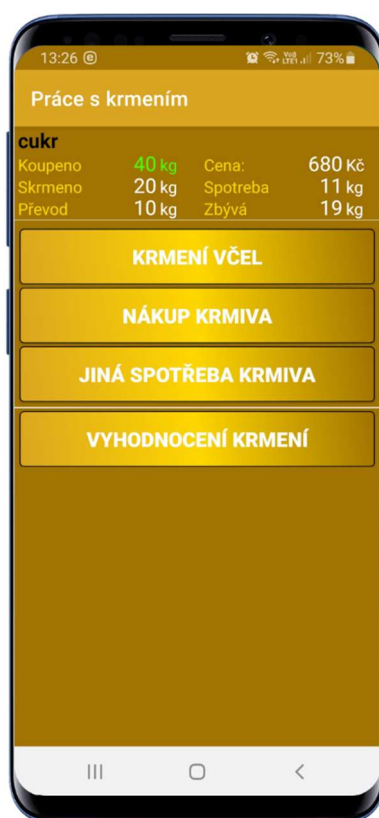 13:26 VoLTE1 73%
Práce s krmením
cukr
Koupeno 40 kg Cena: 680 Kč
Skrmeno 20 kg Spotreba 11 kg
Převod 10 kg Zbývá 19 kg
KRMENÍ VČEL
NÁKUP KRMIVA
JINÁ SPOTŘEBA KRMIVA
VYHODNOCENÍ KRMENÍ